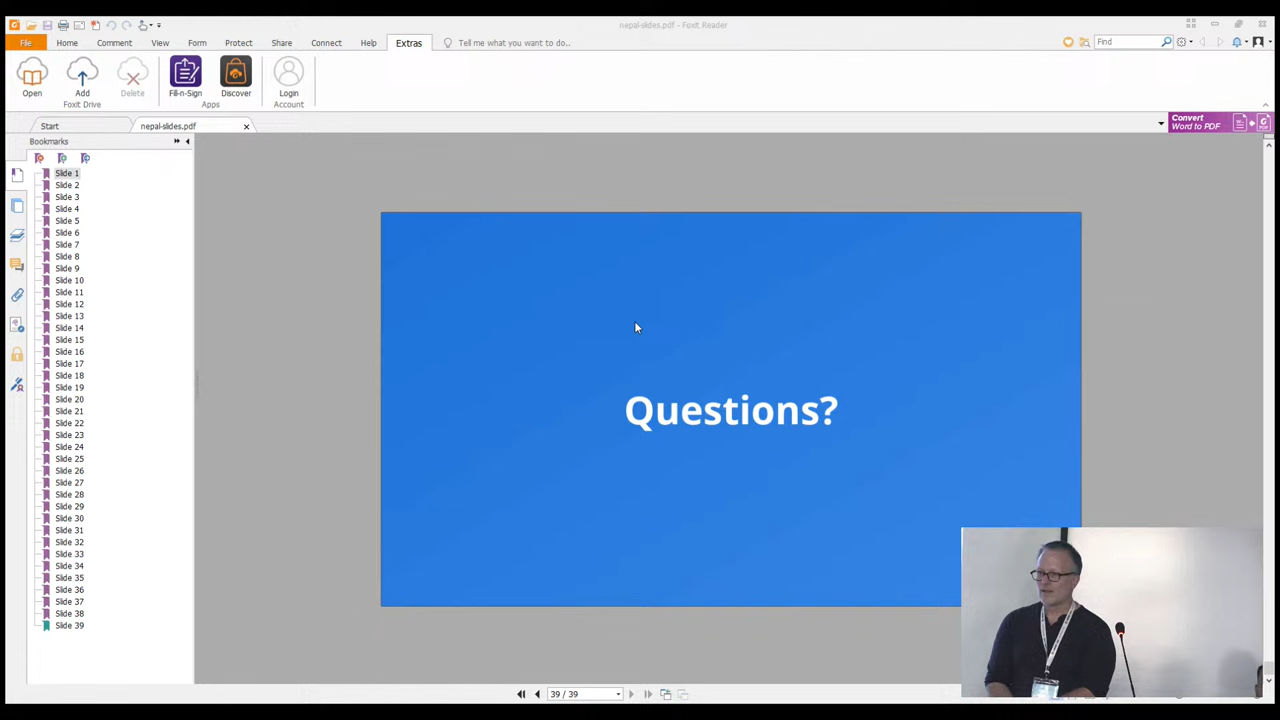 nepal-slides.pdf - Foxit Reader
File Home Comment View Form Protect Share Connect Help Extras Tell me what you want to do.. Find
Open Add Delete Fill-n-Sign Discover Login
Foxit Drive Apps Account
Start nepal-slides.pdf
Convert
Word to PDF
Bookmarks
Slide 1
Slide 2
Slide 3
Slide 4
Slide 5
Slide 6
Slide 7
Slide 8
Slide 9
Slide 10
Slide 11
Slide 12
Slide 13
Slide 14
Slide 15
Slide 16
Slide 17
Slide 18
Slide 19
Slide 20
Slide 21
Slide 22
Slide 23
Slide 24
Slide 25
Slide 26
Slide 27
Slide 28
Slide 29
Slide 30
Slide 31
Slide 32
Slide 33
Slide 34
Slide 35
Slide 36
Slide 37
Slide 38
Slide 39
Questions?
39 / 39